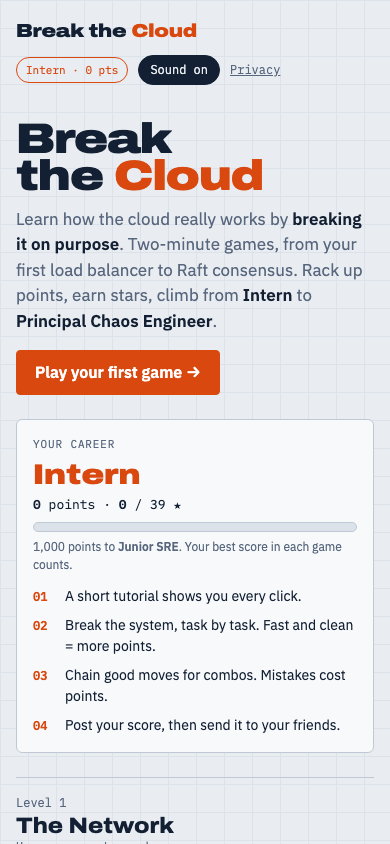 Break the Cloud
Intern · 0 pts
Sound on
Privacy
Break
the Cloud
Learn how the cloud really works by breaking
it on purpose. Two-minute games, from your
first load balancer to Raft consensus. Rack up
points, earn stars, climb from Intern to
Principal Chaos Engineer.
Play your first game →
YOUR CAREER
Intern
0 points · 0 / 39 ★
1,000 points to Junior SRE. Your best score in each game
counts.
01 A short tutorial shows you every click.
02 Break the system, task by task. Fast and clean
= more points.
03 Chain good moves for combos. Mistakes cost
points.
04 Post your score, then send it to your friends.
Level 1
The Network